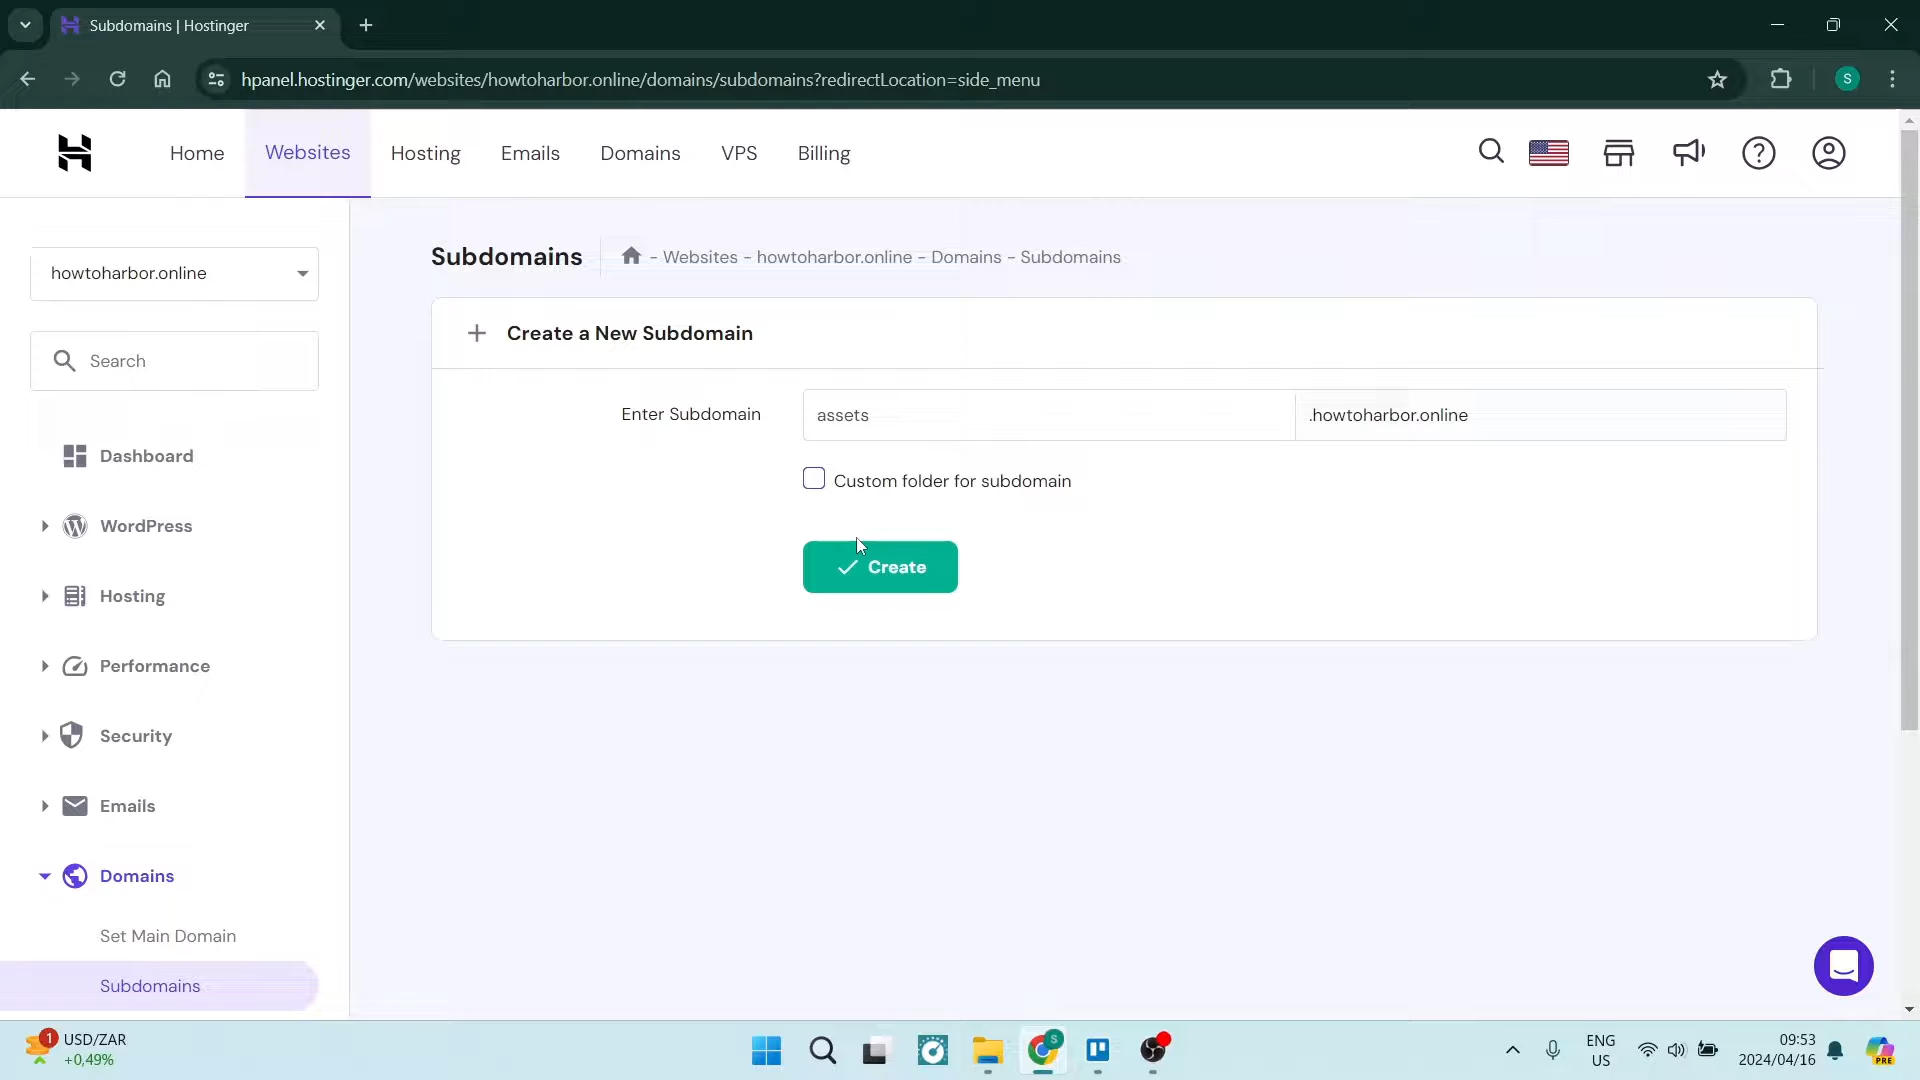 Subdomains | Hostinger
hpanel.hostinger.com/websites/howtoharbor.online/domains/subdomains?redirectLocation=side_menu
S
Home
Websites
Hosting
Emails
Domains
VPS
Billing
howtoharbor.online
Search
Dashboard
WordPress
Hosting
Performance
Security
Emails
Domains
Set Main Domain
Subdomains
Subdomains
- Websites - howtoharbor.online - Domains - Subdomains
Create a New Subdomain
Enter Subdomain
assets
.howtoharbor.online
Custom folder for subdomain
Create
1
USD/ZAR
+0,49%
S
ENG
US
09:53
2024/04/16
PRE